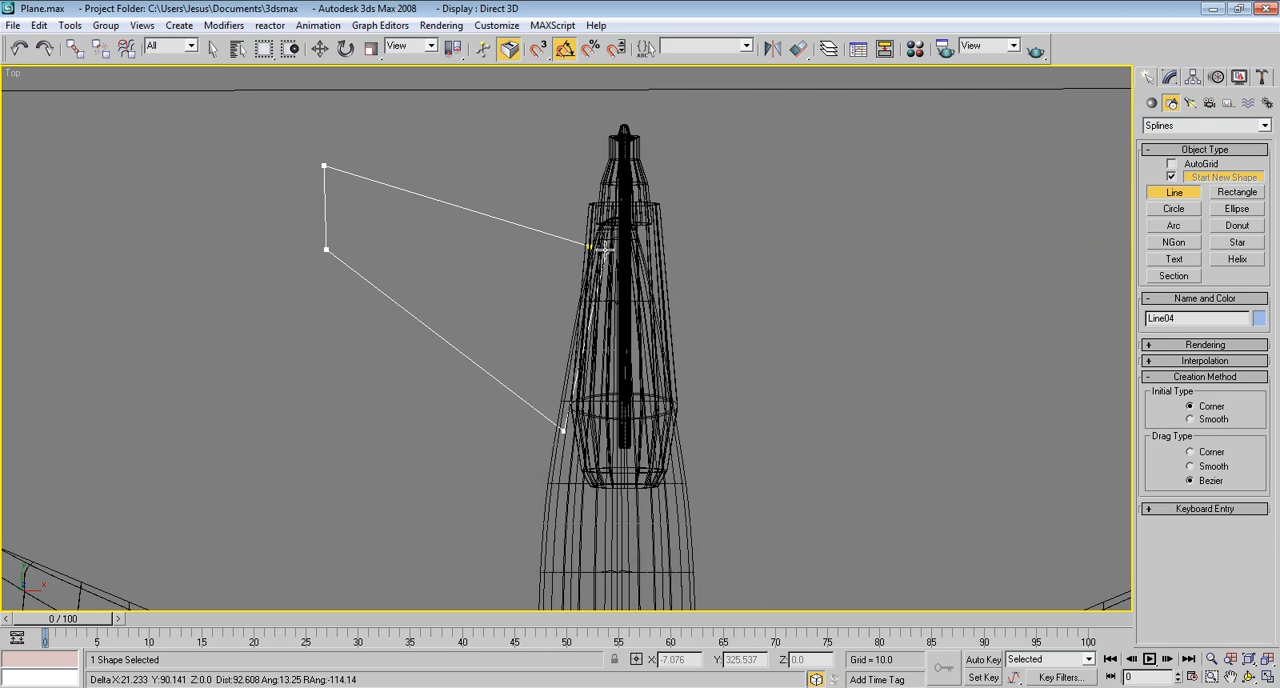 Plane.max - Project Folder: C:\Users\Jesus\Documents\3dsmax - Autodesk 3ds Max 2008 - Display : Direct 3D
File Edit Tools Group Views Create Modifiers reactor Animation Graph Editors Rendering Customize MAXScript Help
All View 3 % ABC View
Top
Splines
- Object Type
AutoGrid
Start New Shape
Line Rectangle
Circle Ellipse
Arc Donut
NGon Star
Text Helix
Section
- Name and Color
Line04
+ Rendering
+ Interpolation
- Creation Method
Initial Type
Corner
Smooth
Drag Type
Corner
Smooth
Bezier
+ Keyboard Entry
x
< 0 / 100 >
0 5 10 15 20 25 30 35 40 45 50 55 60 65 70 75 80 85 90 95 100
1 Shape Selected X: -7.076 Y: 325.537 Z: 0.0 Grid = 10.0 Auto Key Selected
Delta X:21.233 Y:90.141 Z:0.0 Dist:92.608 Ang:13.25 RAng:-114.14 Add Time Tag Set Key Key Filters... 0